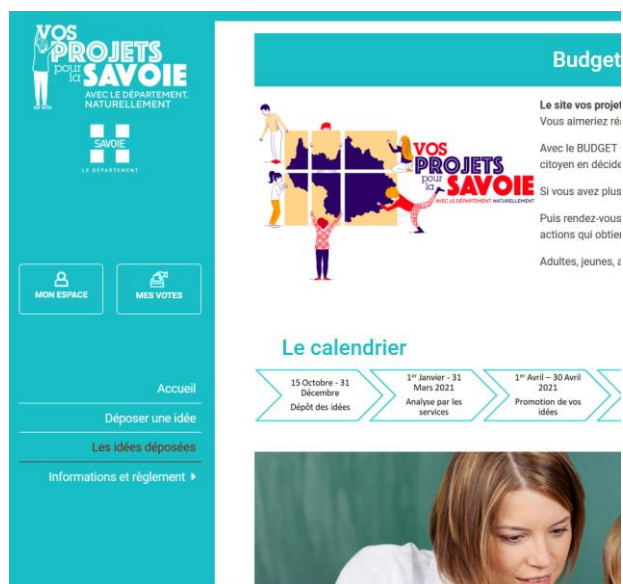 VOS
PROJETS
pour la SAVOIE
AVEC LE DÉPARTEMENT,
NATURELLEMENT
SAVOIE
LE DÉPARTEMENT
MON ESPACE
MES VOTES
Accueil
Déposer une idée
Les idées déposées
Informations et règlement
Budget
Le site vos projet
Vous aimeriez réa
Avec le BUDGET
citoyen en décide
Si vous avez plus
Puis rendez-vous
actions qui obtien
Adultes, jeunes, a
VOS
PROJETS
pour la SAVOIE
AVEC LE DÉPARTEMENT, NATURELLEMENT
Le calendrier
15 Octobre - 31
Décembre
Dépôt des idées
1er Janvier - 31
Mars 2021
Analyse par les
services
1er Avril – 30 Avril
2021
Promotion de vos
idées